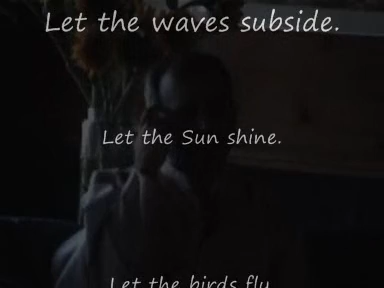 Let the waves subside.
Let the Sun shine.
Let the birds fly